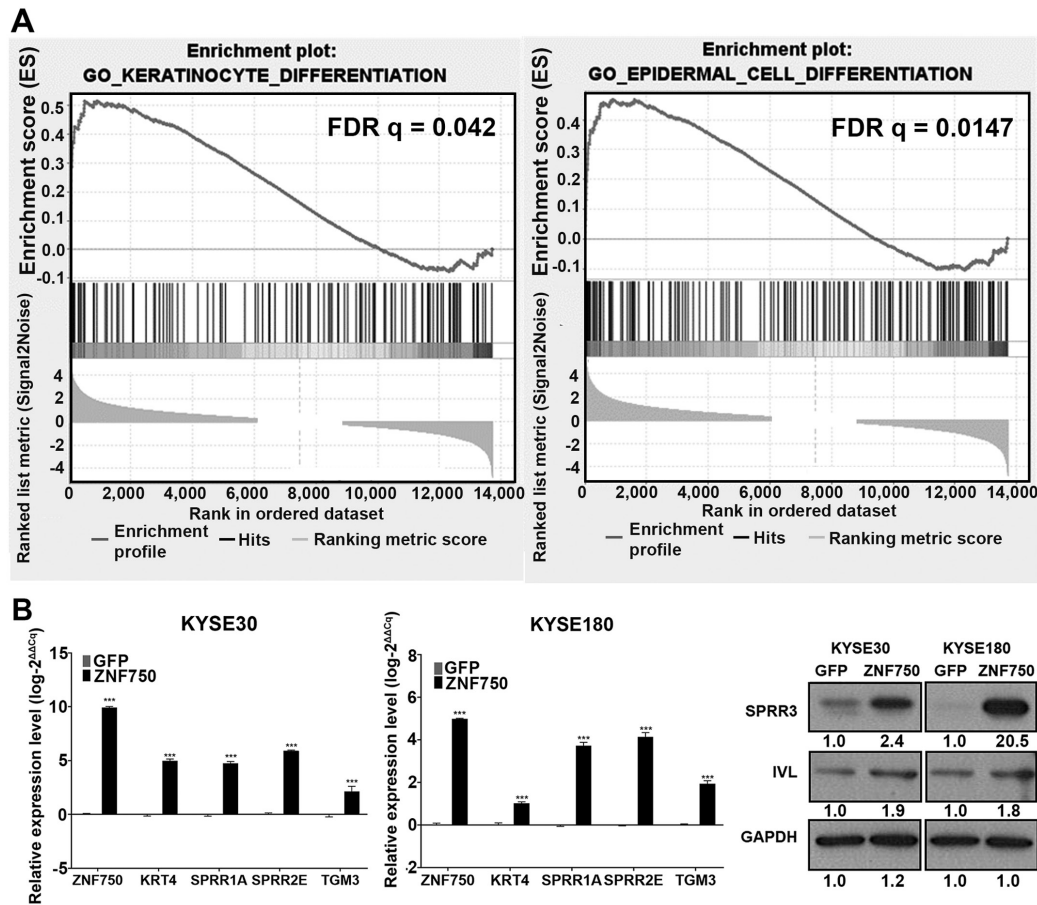 A
Enrichment plot:
GO_KERATINOCYTE_DIFFERENTIATION
Enrichment score (ES)
0.5
0.4
0.3
0.2
0.1
0.0
-0.1
FDR q = 0.042
Ranked list metric (Signal2Noise)
4
2
0
-2
-4
0 2,000 4,000 6,000 8,000 10,000 12,000 14,000
Rank in ordered dataset
Enrichment profile Hits Ranking metric score
Enrichment plot:
GO_EPIDERMAL_CELL_DIFFERENTIATION
Enrichment score (ES)
0.4
0.3
0.2
0.1
0.0
-0.1
FDR q = 0.0147
Ranked list metric (Signal2Noise)
4
2
0
-2
-4
0 2,000 4,000 6,000 8,000 10,000 12,000 14,000
Rank in ordered dataset
Enrichment profile Hits Ranking metric score
B
KYSE30
Relative expression level (log-2ΔΔCq)
15
10
5
0
-5
GFP
ZNF750
*** *** *** *** ***
ZNF750 KRT4 SPRR1A SPRR2E TGM3
KYSE180
Relative expression level (log-2ΔΔCq)
6
4
2
0
-2
GFP
ZNF750
*** *** *** *** ***
ZNF750 KRT4 SPRR1A SPRR2E TGM3
KYSE30 KYSE180
GFP ZNF750 GFP ZNF750
SPRR3
1.0 2.4 1.0 20.5
IVL
1.0 1.9 1.0 1.8
GAPDH
1.0 1.2 1.0 1.0